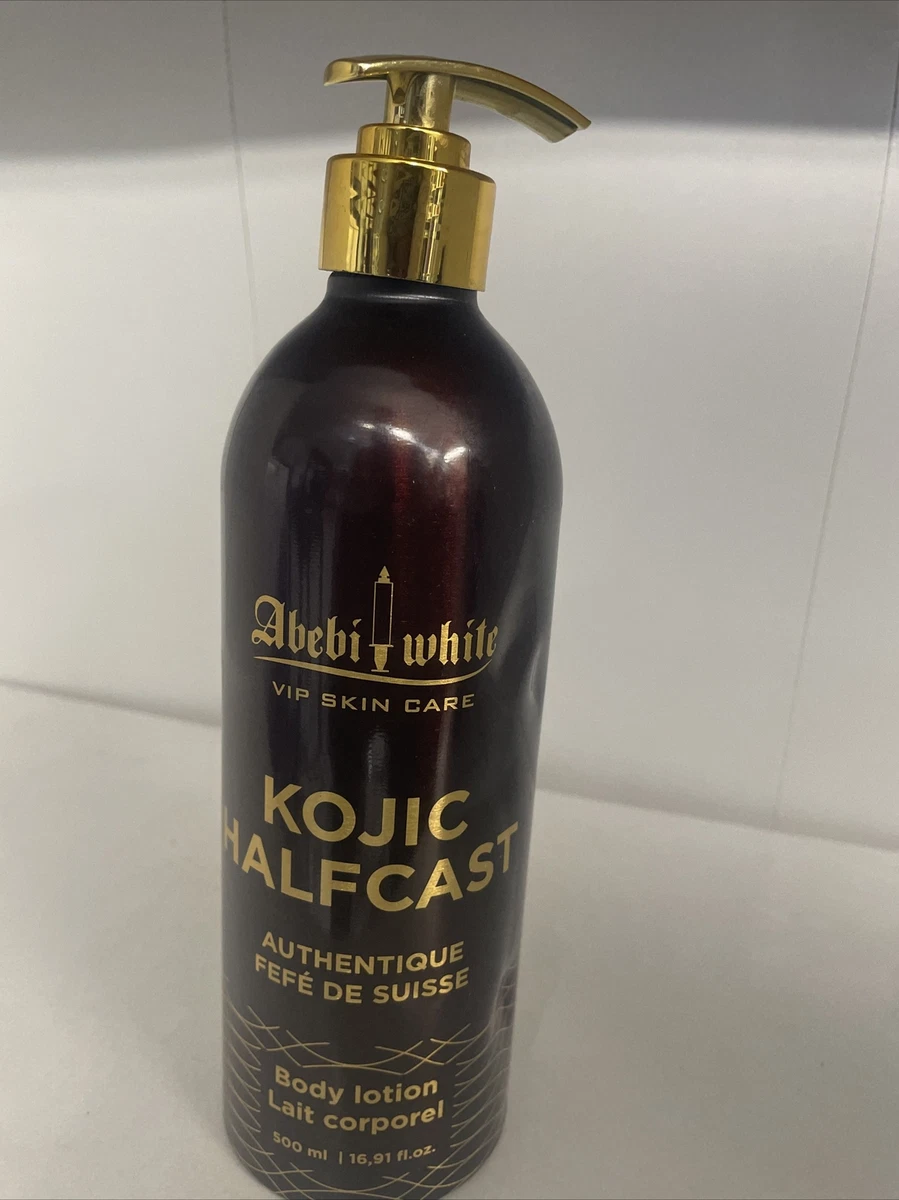 Abebi white
VIP SKIN CARE
KOJIC
HALFCAST
AUTHENTIQUE
FEFÉ DE SUISSE
Body lotion
Lait corporel
500 ml | 16,91 fl.oz.